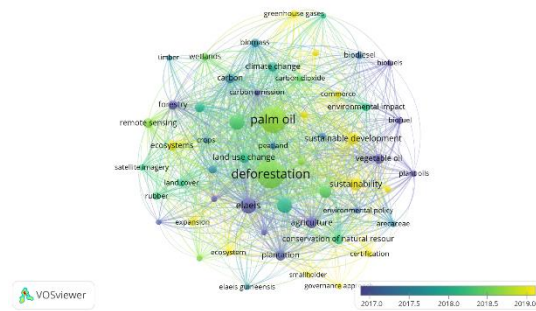 greenhouse gases
timber
wetlands
biomass
biodiesel
biofuels
climate change
carbon
carbon dioxide
carbon emission
commerce
forestry
environmental impact
remote sensing
palm oil
biofuel
crops
peatland
sustainable development
ecosystems
land use change
vegetable oil
satellite imagery
land cover
deforestation
sustainability
plant oils
rubber
elaeis
environmental policy
expansion
agriculture
arecaceae
conservation of natural resour
ecosystem
plantation
certification
smallholder
elaeis guineensis
governance app
VOSviewer
2017.0 2017.5 2018.0 2018.5 2019.0